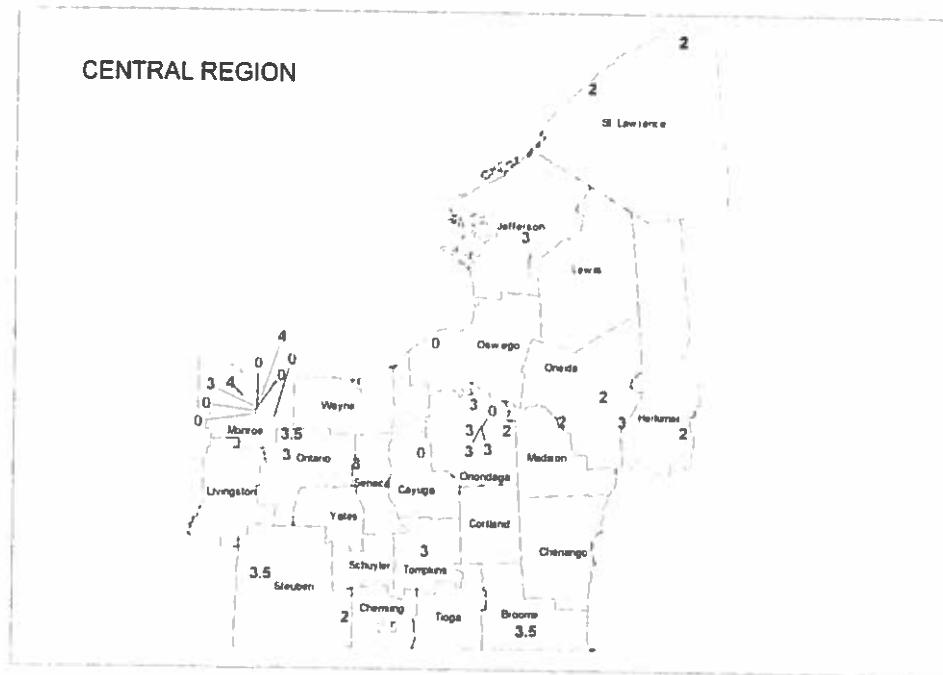 CENTRAL REGION
2
2
St Lawrence
Jefferson
3
Lewis
4
0
Oswego
0
0
3
4
0
Oneida
0
Wayne
3
2
0
0
Monroe
3.5
3
2
2
3
Herkimer
2
3
Ontario
3
0
3
3
Madison
Seneca
Onondaga
Livingston
Cayuga
Yates
Cortland
3
Chenango
3.5
Steuben
Schuyler
Tompkins
2
Chemung
Tioga
Broome
3.5